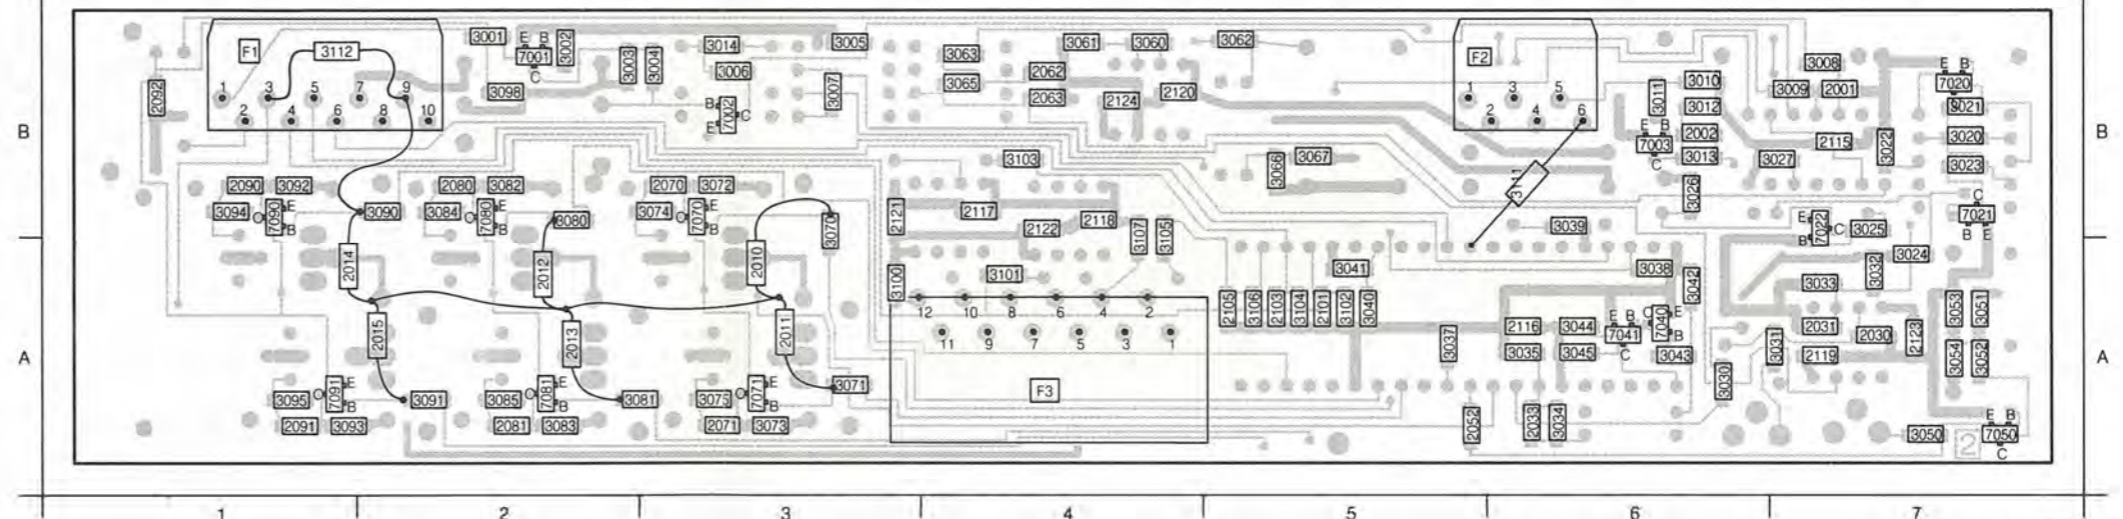 F1 3112 3001 E B 7001 C 3002 3003 3004 3014 3005 3063 3061 3060 3062 F2 3008 E B 7020
2092 1 3 5 7 9 3098 3006 3007 3065 2062 2063 2124 2120 1 3 5 3011 3010 3012 3009 2001
B 2 4 6 8 10 B E 7002 C 2 4 6 E B 7003 C 2002 3013 3027 2115 3022 3020 3023 B
3103 3066 3067 3111 3026
2090 3092 2080 3082 2070 3072
3094 7090 E B 3090 3084 7080 E B 3080 3074 7070 E B 3070 2121 2117 2122 2118 3107 3105 3039 E B 7022 C 3025 C 7021 B E
2014 2012 2010 3100 3101 3041 3038 3042 3033 3032 3024
12 10 8 6 4 2 2105 3106 2103 3104 2101 3102 3040 3053 3051
2015 2013 2011 11 9 7 5 3 1 3037 2116 3044 E B 7041 C C 7040 E B 2031 2030 2123
A 3035 3045 3043 3031 2119 3054 3052 A
7091 E B 7081 E B 7071 E B 3071 F3 3030
3095 3091 3085 3081 3075
2091 3093 2081 3083 2071 3073 2052 2033 3034 3050 E B 7050 C 2
1 2 3 4 5 6 7